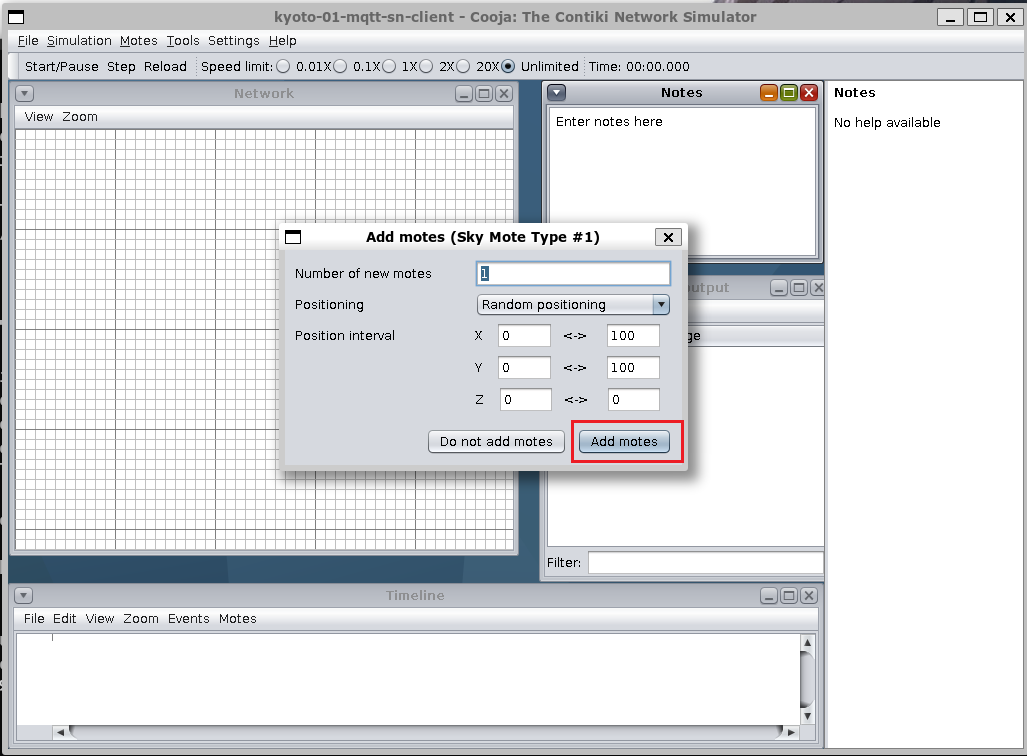 kyoto-01-mqtt-sn-client - Cooja: The Contiki Network Simulator
File Simulation Motes Tools Settings Help
Start/Pause Step Reload Speed limit: 0.01X 0.1X 1X 2X 20X Unlimited Time: 00:00.000
Network
View Zoom
Notes
Enter notes here
Notes
No help available
Add motes (Sky Mote Type #1)
Number of new motes 1
Positioning Random positioning
Position interval X 0 <-> 100
Y 0 <-> 100
Z 0 <-> 0
Do not add motes Add motes
Filter:
Timeline
File Edit View Zoom Events Motes